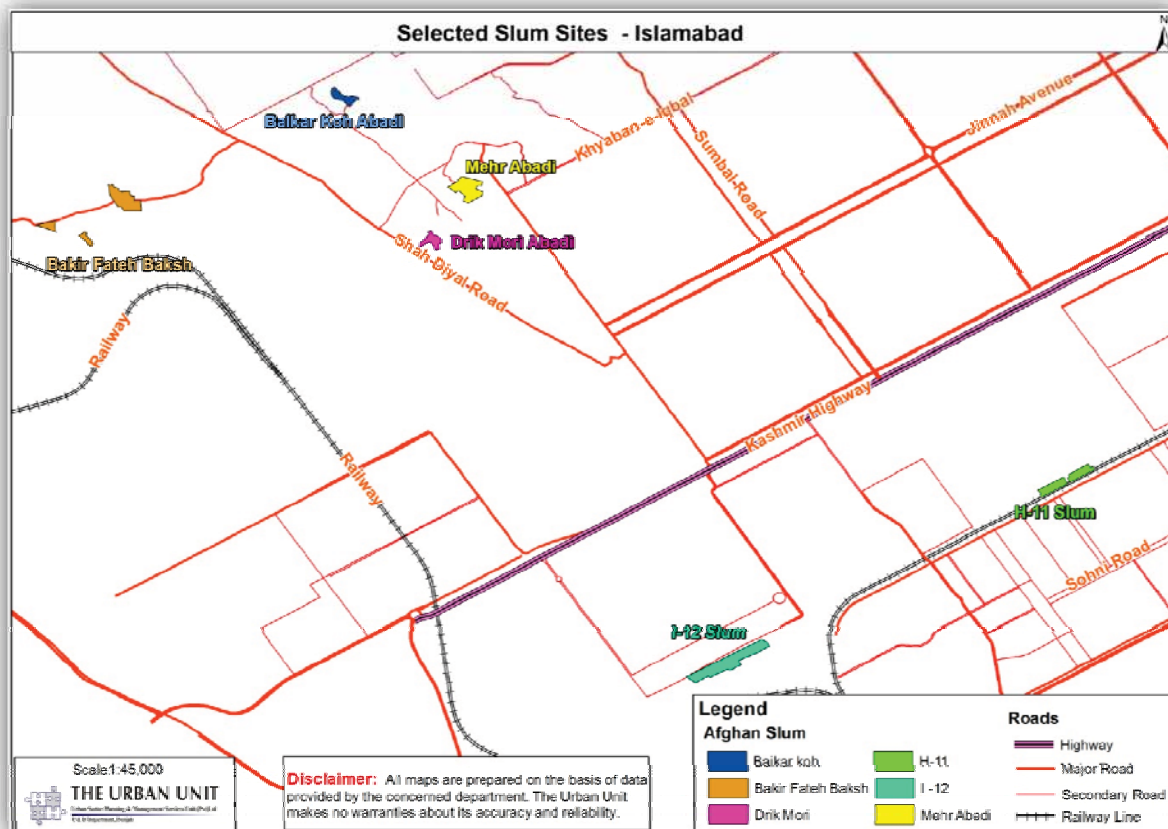 Selected Slum Sites - Islamabad
N
Baikar Koh Abadi
Mehr Abadi
Khyaban-e-Iqbal
Sumbal Road
Jinnah Avenue
Drik Mori Abadi
Shah Diyal Road
Bakir Fateh Baksh
Railway
Railway
Kashmir Highway
H-11 Slum
Sohni Road
I-12 Slum
Legend
Afghan Slum
Baikar koh.
Bakir Fateh Baksh
Drik Mori
H-11
I -12
Mehr Abadi
Roads
Highway
Major Road
Secondary Road
Railway Line
Scale:1:45,000
THE URBAN UNIT
Disclaimer: All maps are prepared on the basis of data
provided by the concerned department. The Urban Unit
makes no warranties about its accuracy and reliability.